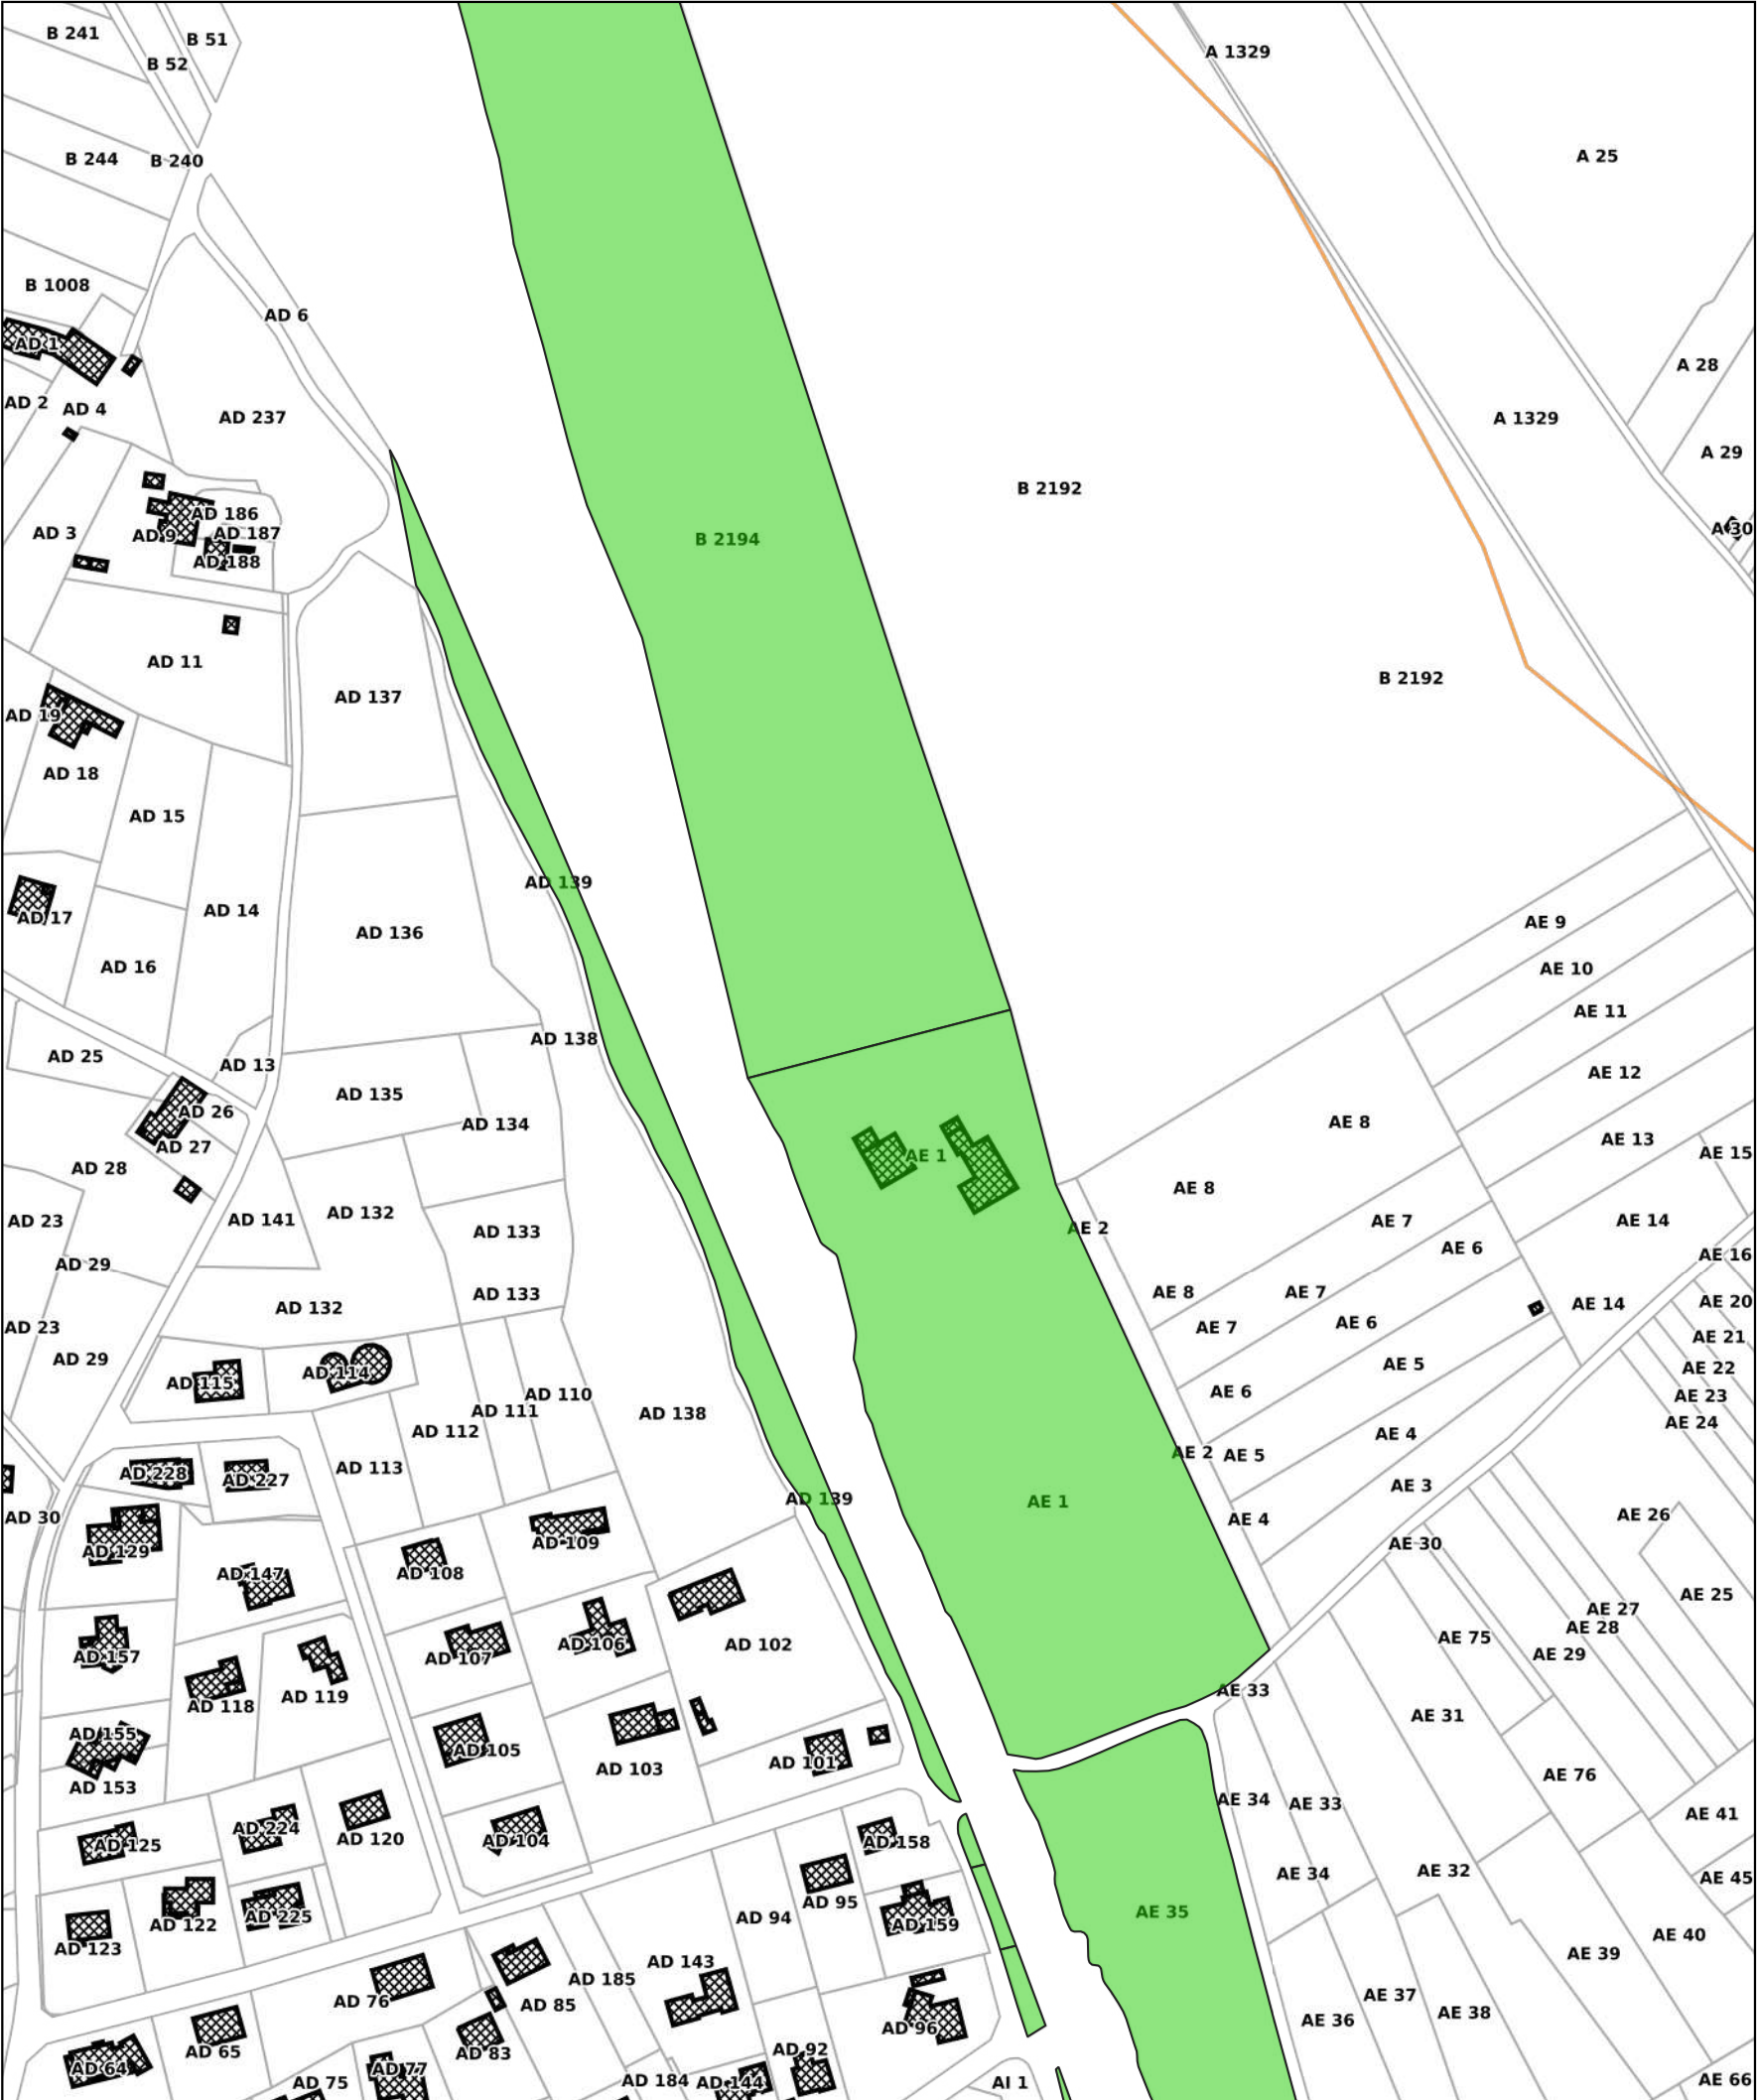 B 241
B 51
B 52
A 1329
A 25
B 244
B 240
B 1008
AD 6
AD 1
A 28
AD 2
AD 4
AD 237
A 1329
A 29
B 2192
AD 186
A 30
AD 3
AD 9
AD 187
B 2194
AD 188
AD 11
B 2192
AD 137
AD 19
AD 18
AD 15
AD 139
AD 14
AD 17
AE 9
AD 136
AD 16
AE 10
AE 11
AD 138
AD 25
AD 13
AE 12
AD 135
AD 26
AD 134
AE 8
AE 13
AD 27
AE 15
AE 1
AD 28
AE 8
AD 23
AD 141
AD 132
AE 7
AE 14
AE 2
AD 133
AE 6
AE 16
AD 29
AE 8
AE 7
AD 133
AE 20
AD 132
AE 14
AE 6
AD 23
AE 7
AE 21
AD 29
AE 5
AE 22
AD 114
AD 115
AE 6
AD 110
AE 23
AD 111
AD 138
AE 24
AD 112
AE 4
AE 2
AE 5
AD 113
AD 228
AD 227
AE 3
AD 139
AE 1
AE 26
AD 30
AE 4
AD 109
AE 30
AD 129
AD 108
AD 147
AE 25
AE 27
AE 28
AE 75
AD 106
AD 102
AE 29
AD 157
AD 107
AE 33
AD 119
AD 118
AE 31
AD 155
AD 105
AD 101
AD 103
AE 76
AD 153
AE 34
AE 33
AE 41
AD 224
AD 120
AD 104
AD 158
AD 125
AE 32
AE 34
AE 45
AD 95
AE 35
AD 225
AD 94
AD 122
AD 159
AE 40
AD 123
AE 39
AD 143
AD 185
AE 37
AD 76
AD 85
AE 38
AE 36
AD 96
AD 92
AD 65
AD 83
AD 64
AD 77
AE 66
AD 184
AD 144
AD 75
AI 1